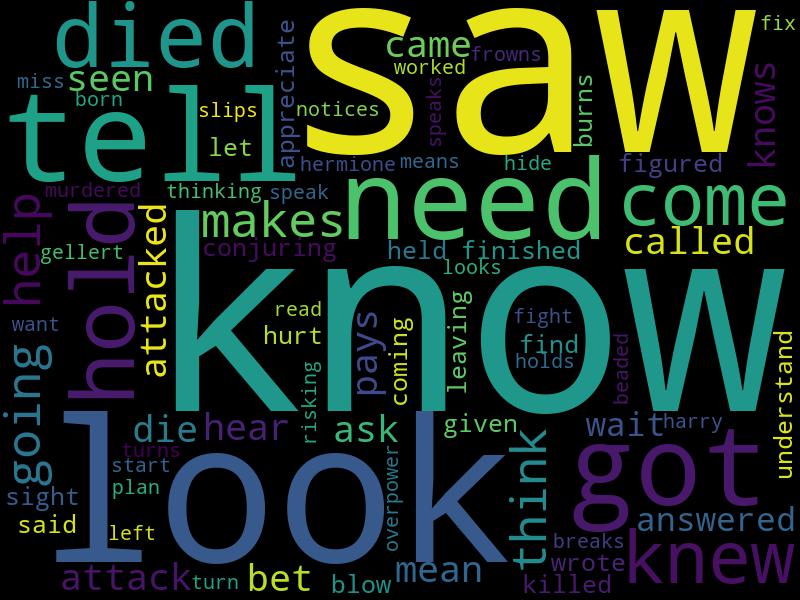 died
saw
fix
came
frowns
worked
miss
seen
born
appreciate
notices
speaks
burns
knows
tell
slips
let
hermione
means
hide
figured
murdered
thinking
speak
need
come
help
hold
attacked
makes
called
gellert
conjuring
held
finished
looks
know
want
read
hurt
pays
coming
leaving
fight
find
holds
beaded
understand
going
risking
die
hear
ask
given
wait
harry
turns
look
start
plan
sight
said
left
overpower
think
got
answered
breaks
wrote
knew
attack
turn
bet
blow
mean
killed